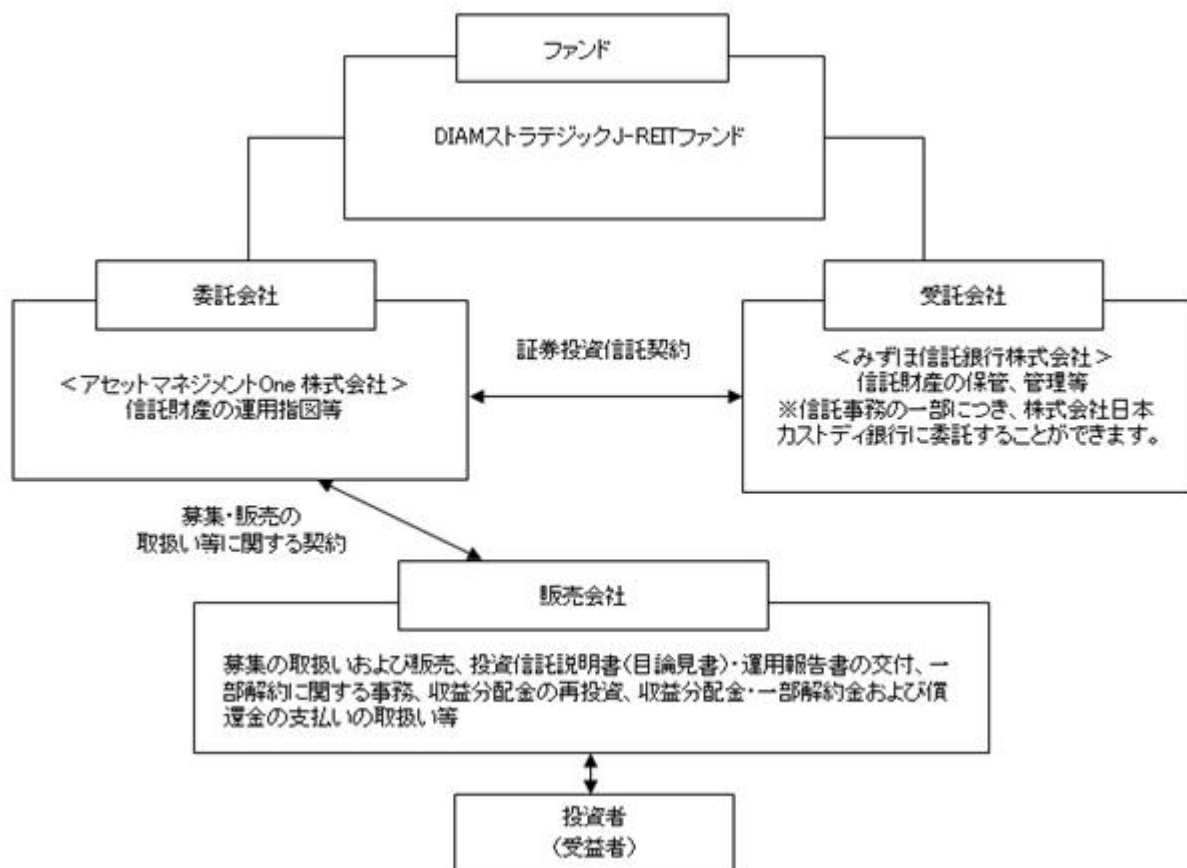 ファンド
DIAMストラテジックJ-REITファンド
委託会社
<アセットマネジメントOne 株式会社>
信託財産の運用指図等
証券投資信託契約
受託会社
<みずほ信託銀行株式会社>
信託財産の保管、管理等
※信託事務の一部につき、株式会社日本
カストディ銀行に委託することができます。
募集・販売の
取扱い等に関する契約
販売会社
募集の取扱いおよび販売、投資信託説明書(目論見書)・運用報告書の交付、一
部解約に関する事務、収益分配金の再投資、収益分配金・一部解約金および償
還金の支払いの取扱い等
投資者
(受益者)